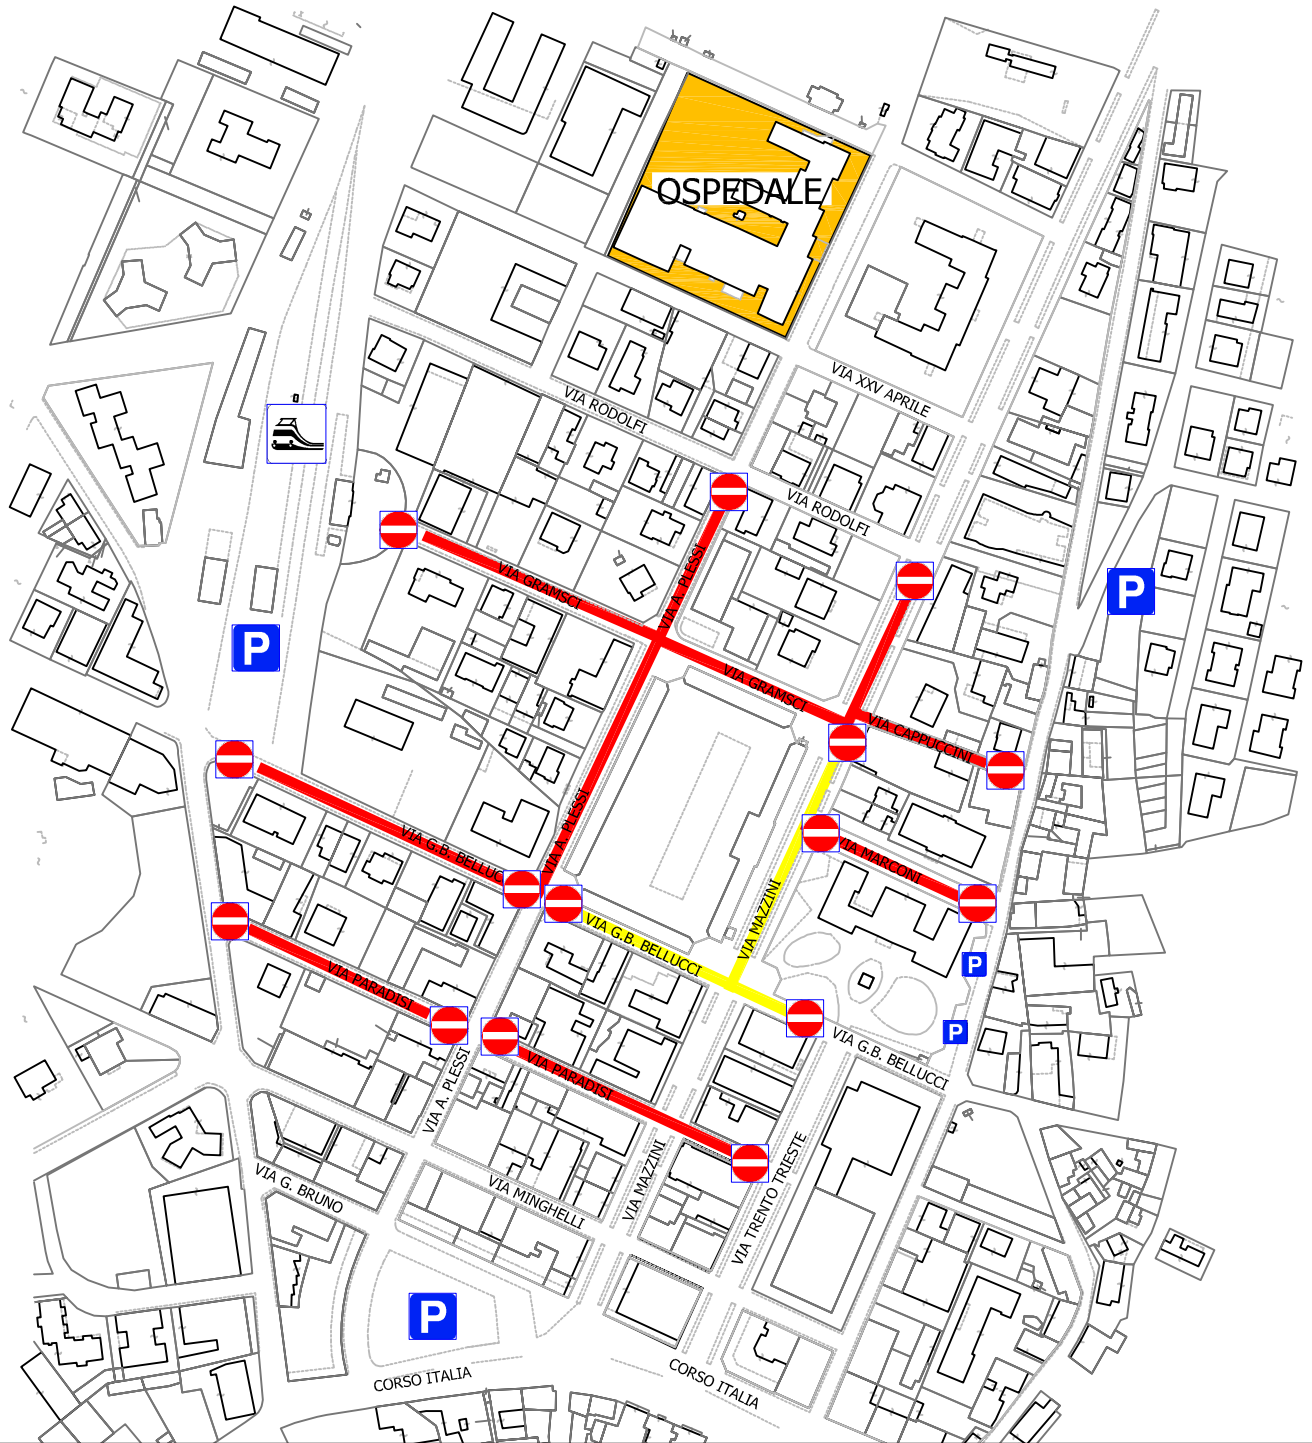 OSPEDALE
VIA XXV APRILE
VIA RODOLFI
VIA RODOLFI
VIA GRAMSCI
VIA A. PLESSI
P
P
VIA GRAMSCI
VIA CAPPUCCINI
VIA A. PLESSI
VIA G.B. BELLUC
VIA MARCONI
VIA MAZZINI
VIA G.B. BELLUCCI
P
VIA PARADISI
P
VIA G.B. BELLUCCI
VIA A. PLESSI
VIA PARADISI
VIA MAZZINI
VIA TRENTO TRIESTE
VIA G. BRUNO
VIA MINGHELLI
P
CORSO ITALIA
CORSO ITALIA